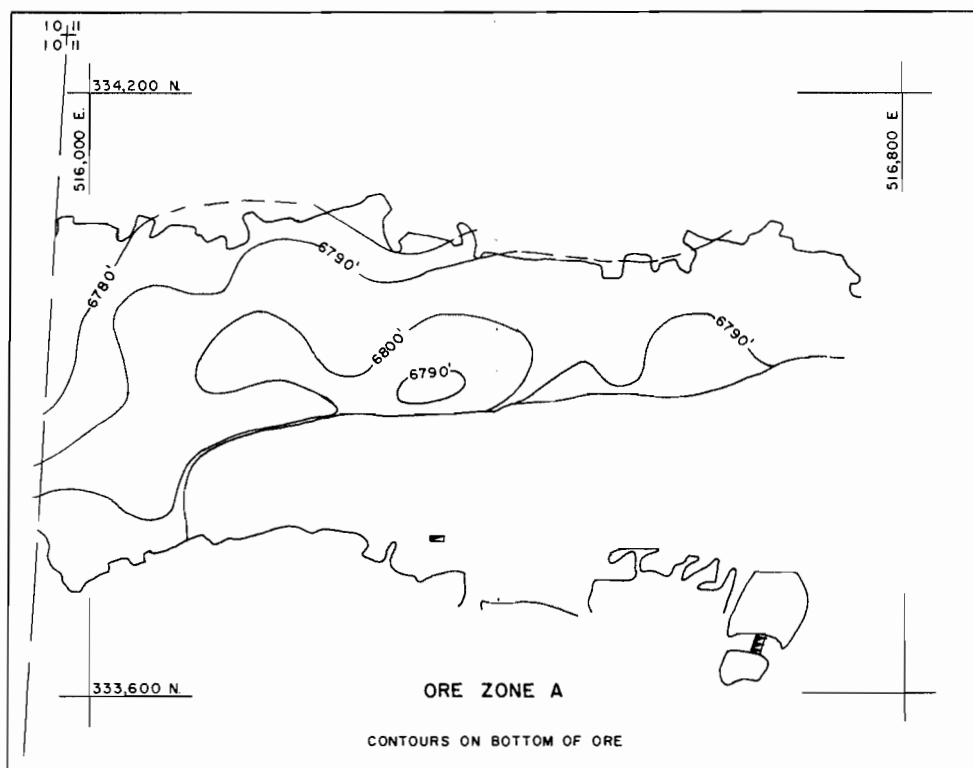 10 11
10 11
334,200 N.
516,000 E.
516,800 E
6780'
6790'
6800'
6790'
6790'
333,600 N.
ORE ZONE A
CONTOURS ON BOTTOM OF ORE